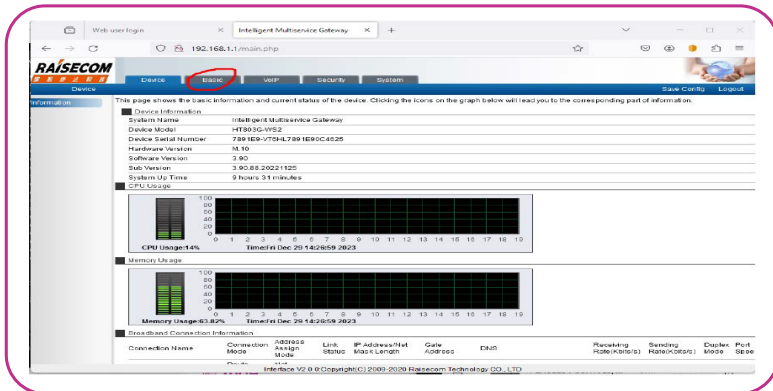 Web user login
Intelligent Multiservice Gateway
192.168.1.1/main.php
RAISECOM
Device Basic VoIP Security System
Device
Save Config Logout
Information
This page shows the basic information and current status of the device. Clicking the icons on the graph below will lead you to the corresponding part of information.
Device Information
System Name Intelligent Multiservice Gateway
Device Model HT803G-WS2
Device Serial Number 7891E9-VT6HL7891E90C4625
Hardware Version M.10
Software Version 3.90
Sub Version 3.90.88.20221125
System Up Time 9 hours 31 minutes
CPU Usage
100
80
60
40
20
0
0 1 2 3 4 5 6 7 8 9 10 11 12 13 14 15 16 17 18 19
CPU Usage:14% Time:Fri Dec 29 14:26:59 2023
Memory Usage
100
80
60
40
20
0
0 1 2 3 4 5 6 7 8 9 10 11 12 13 14 15 16 17 18 19
Memory Usage:63.82% Time:Fri Dec 29 14:26:59 2023
Broadband Connection Information
Connection Name Connection Mode Address Assign Mode Link Status IP Address/Net Mask Length Gate Address DNS Receiving Rate(Kbits/s) Sending Rate(Kbits/s) Duplex Mode Port Spee
Interface V2.0.0:Copyright(C) 2009-2020 Raisecom Technology CO., LTD